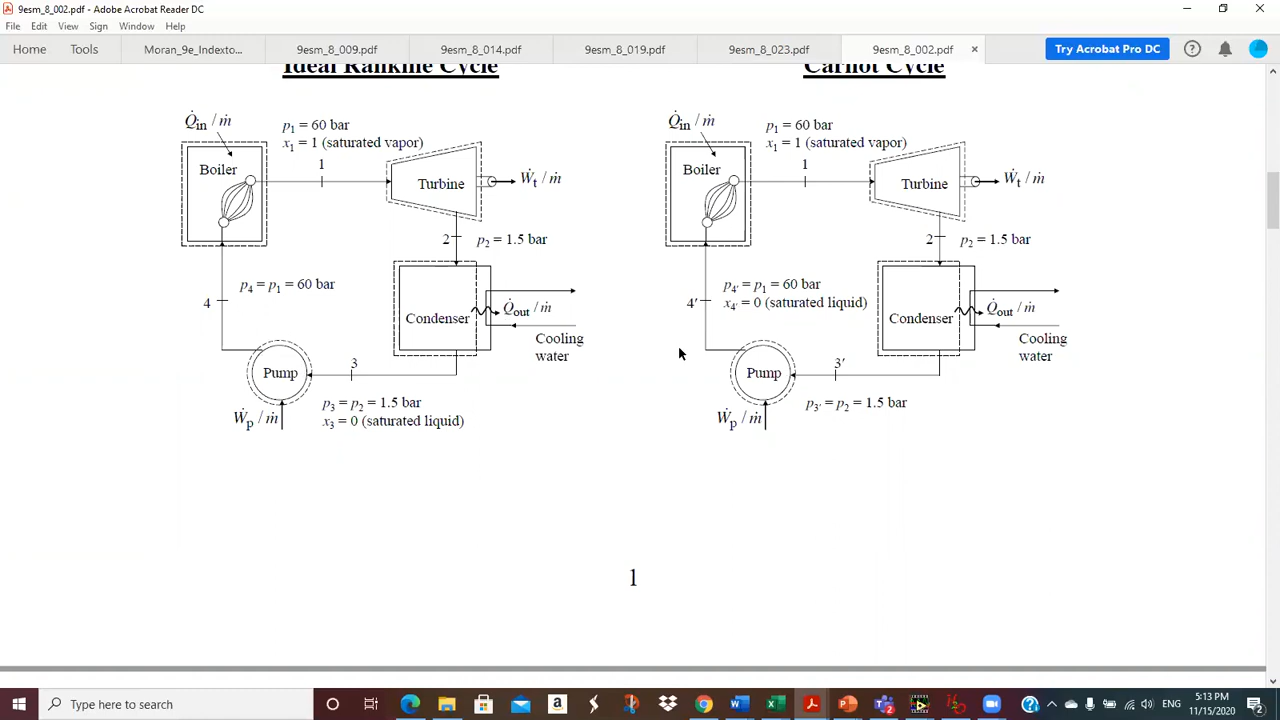 9esm_8_002.pdf - Adobe Acrobat Reader DC
File Edit View Sign Window Help
Home Tools Moran_9e_Indexto... 9esm_8_009.pdf 9esm_8_014.pdf 9esm_8_019.pdf 9esm_8_023.pdf 9esm_8_002.pdf × Try Acrobat Pro DC
Ideal Rankine Cycle
Q̇in / ṁ
p1 = 60 bar
x1 = 1 (saturated vapor)
1
Boiler
Turbine
Ẇt / ṁ
2
p2 = 1.5 bar
p4 = p1 = 60 bar
4
Condenser
Q̇out / ṁ
Cooling
water
Pump
3
Ẇp / ṁ
p3 = p2 = 1.5 bar
x3 = 0 (saturated liquid)
Carnot Cycle
Q̇in / ṁ
p1 = 60 bar
x1 = 1 (saturated vapor)
1
Boiler
Turbine
Ẇt / ṁ
2
p2 = 1.5 bar
p4′ = p1 = 60 bar
x4′ = 0 (saturated liquid)
4′
Condenser
Q̇out / ṁ
Cooling
water
Pump
3′
Ẇp / ṁ
p3′ = p2 = 1.5 bar
1
Type here to search
5:13 PM
11/15/2020